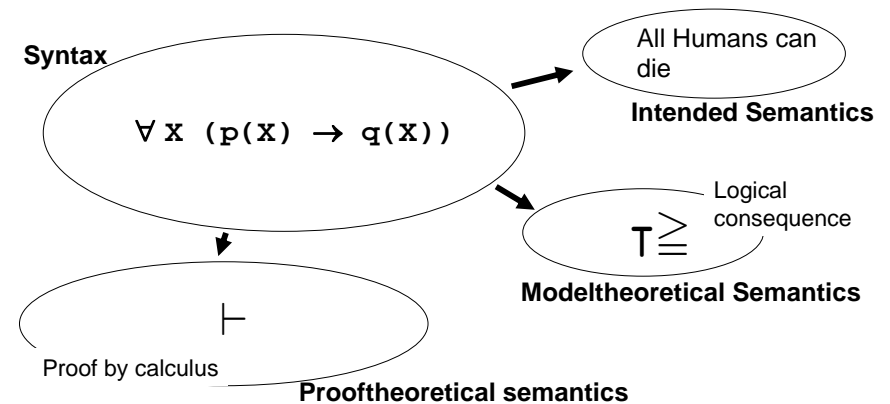 Syntax
∀ X (p(X) → q(X))
All Humans can
die
Intended Semantics
Logical
consequence
T≧
Modeltheoretical Semantics
⊢
Proof by calculus
Prooftheoretical semantics